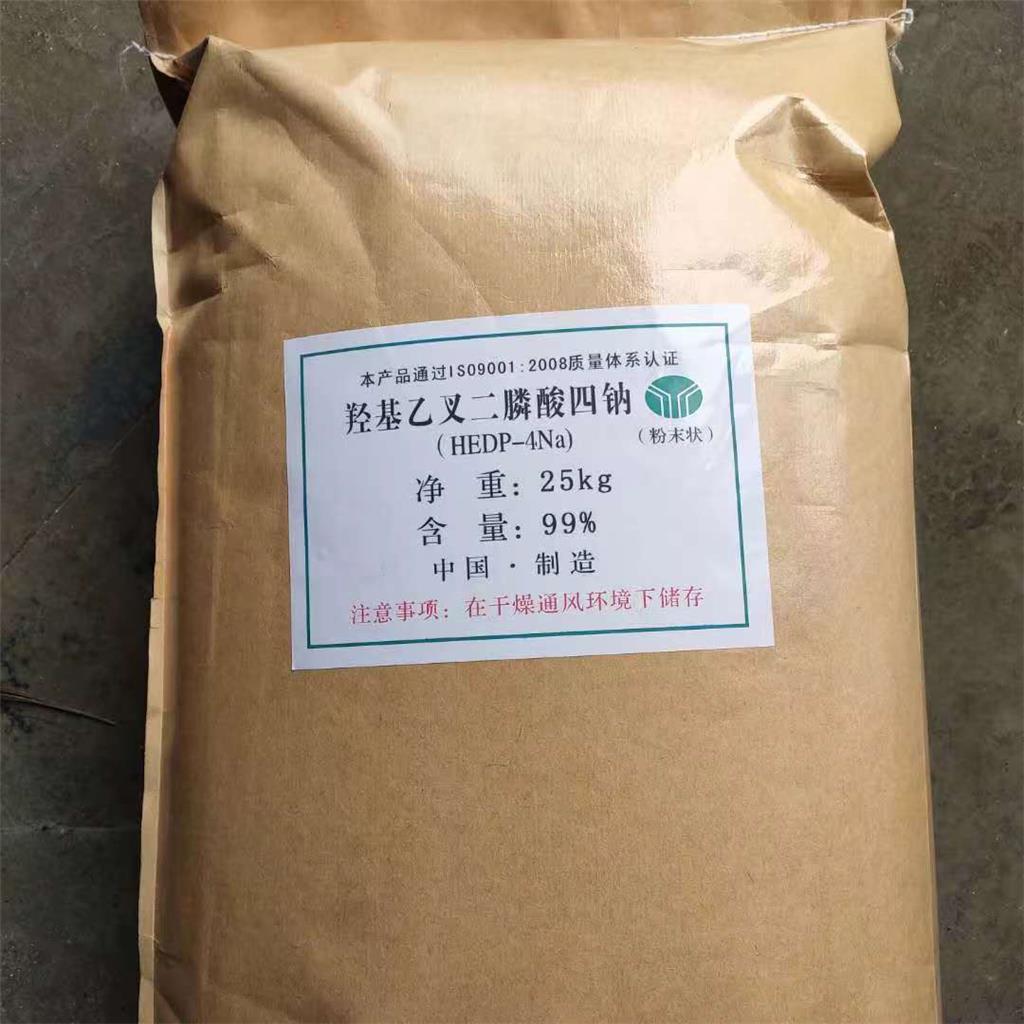 本产品通过ISO9001:2008质量体系认证
羟基乙叉二膦酸四钠
(HEDP-4Na)
(粉末状)
净 重: 25kg
含 量: 99%
中国·制造
注意事项: 在干燥通风环境下储存